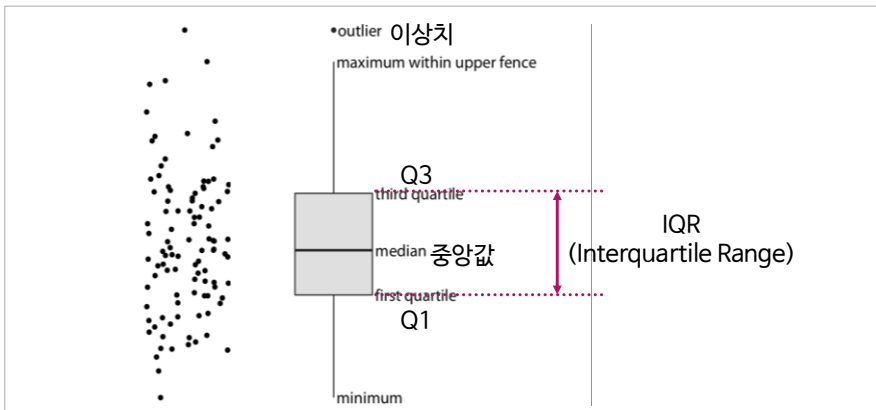 outlier 이상치
maximum within upper fence
Q3
third quartile
median 중앙값
IQR
(Interquartile Range)
first quartile
Q1
minimum